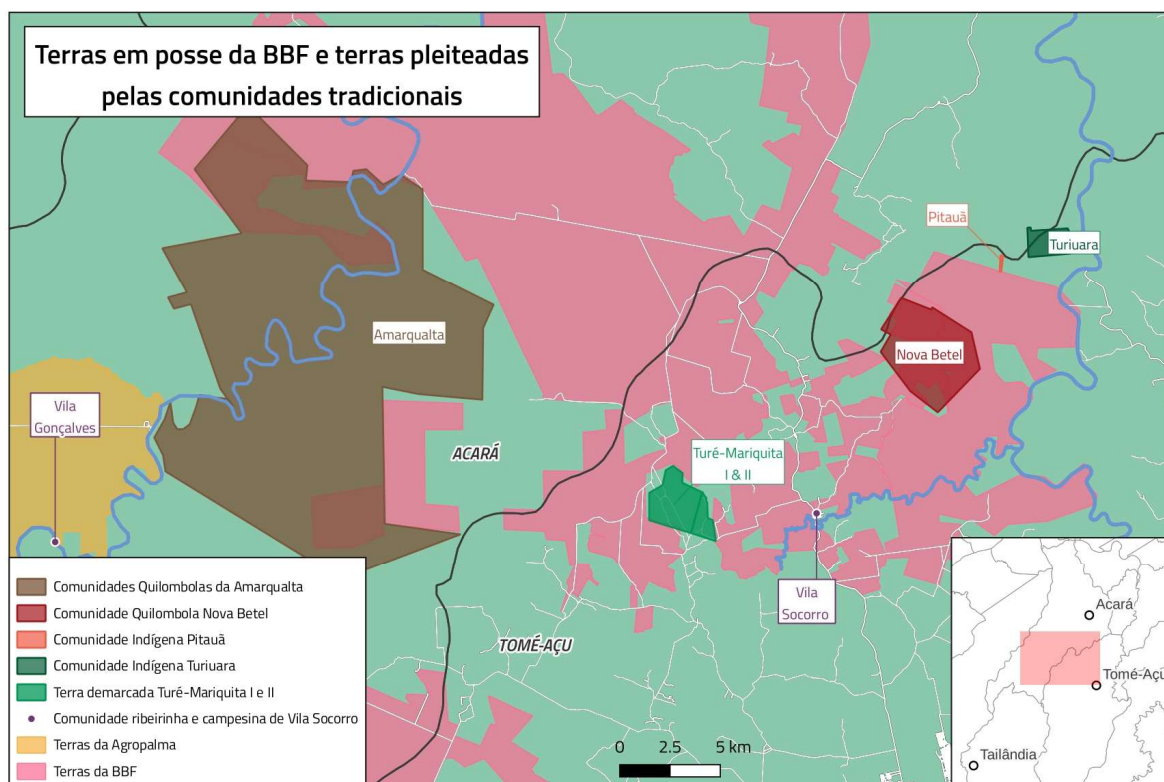 Terras em posse da BBF e terras pleiteadas
pelas comunidades tradicionais
Pitauã
Turiuara
Amarqualta
Nova Betel
Vila
Gonçalves
ACARÁ
Turé-Mariquita
I & II
Vila
Socorro
TOMÉ-AÇU
Comunidades Quilombolas da Amarqualta
Comunidade Quilombola Nova Betel
Comunidade Indígena Pitauã
Comunidade Indígena Turiuara
Terra demarcada Turé-Mariquita I e II
Comunidade ribeirinha e campesina de Vila Socorro
Terras da Agropalma
Terras da BBF
0 2.5 5 km
Acará
Tomé-Açu
Tailândia